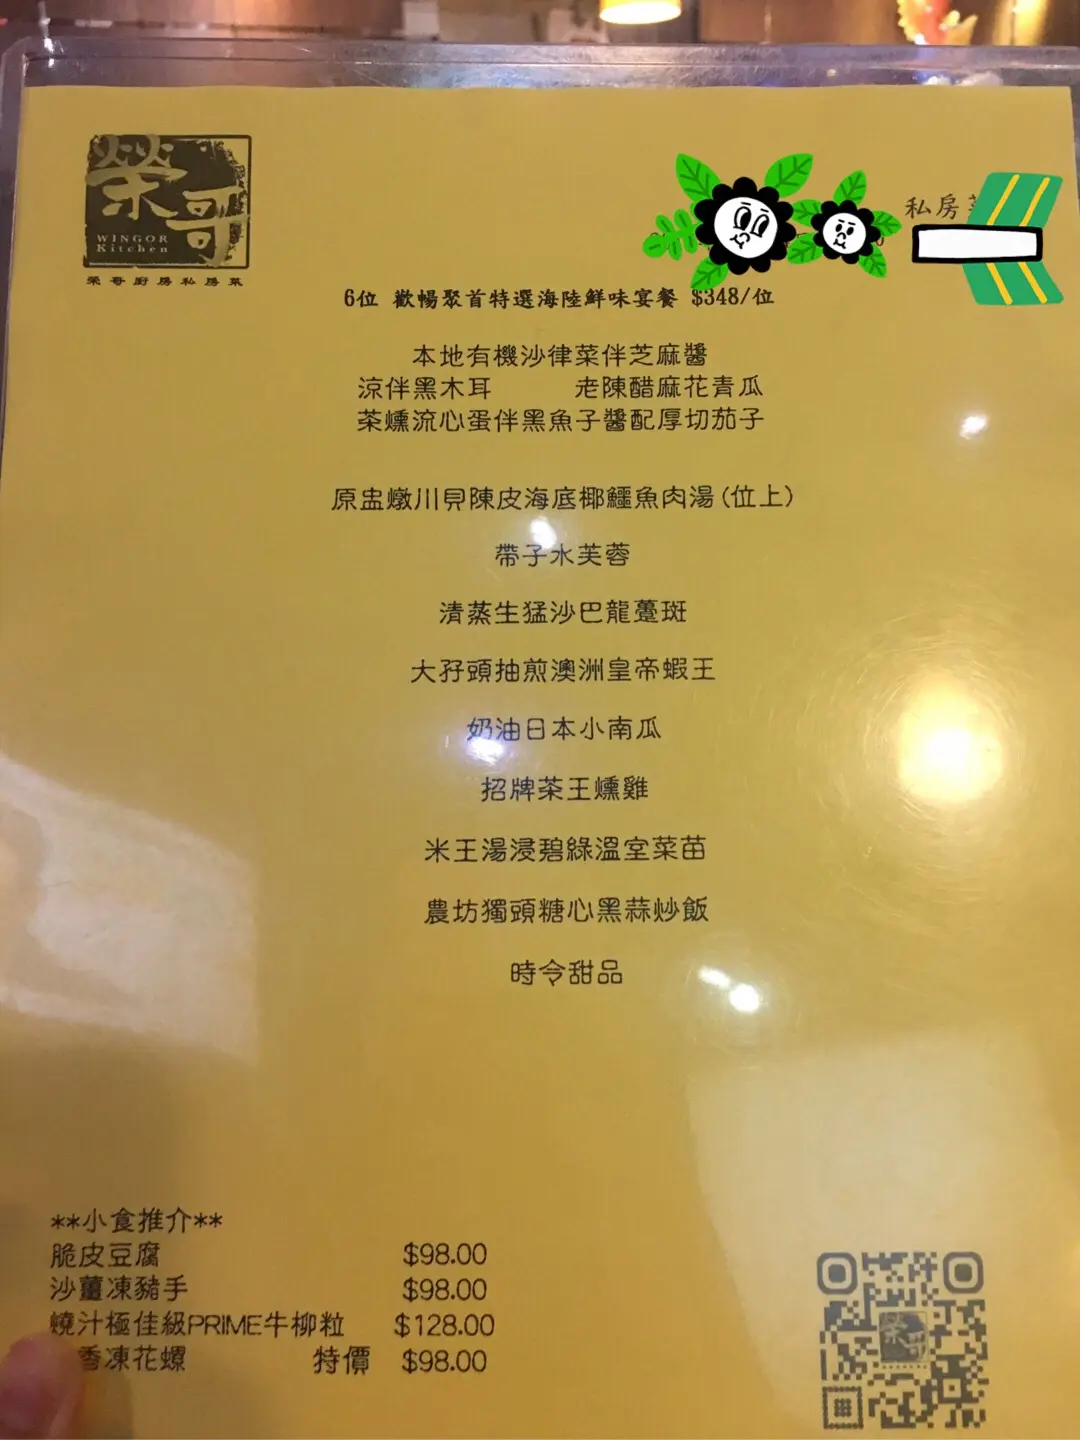 榮哥
WINGOR
Kitchen
榮哥廚房私房菜
私房
6位 歡暢聚首特選海陸鮮味宴餐 $348/位
本地有機沙律菜伴芝麻醬
涼伴黑木耳 老陳醋麻花青瓜
茶燻流心蛋伴黑魚子醬配厚切茄子
原盅燉川貝陳皮海底椰鱷魚肉湯(位上)
帶子水芙蓉
清蒸生猛沙巴龍躉斑
大孖頭抽煎澳洲皇帝蝦王
奶油日本小南瓜
招牌茶王燻雞
米王湯浸碧綠溫室菜苗
農坊獨頭糖心黑蒜炒飯
時令甜品
**小食推介**
脆皮豆腐 $98.00
沙薑凍豬手 $98.00
燒汁極佳級PRIME牛柳粒 $128.00
香凍花螺 特價 $98.00
榮哥